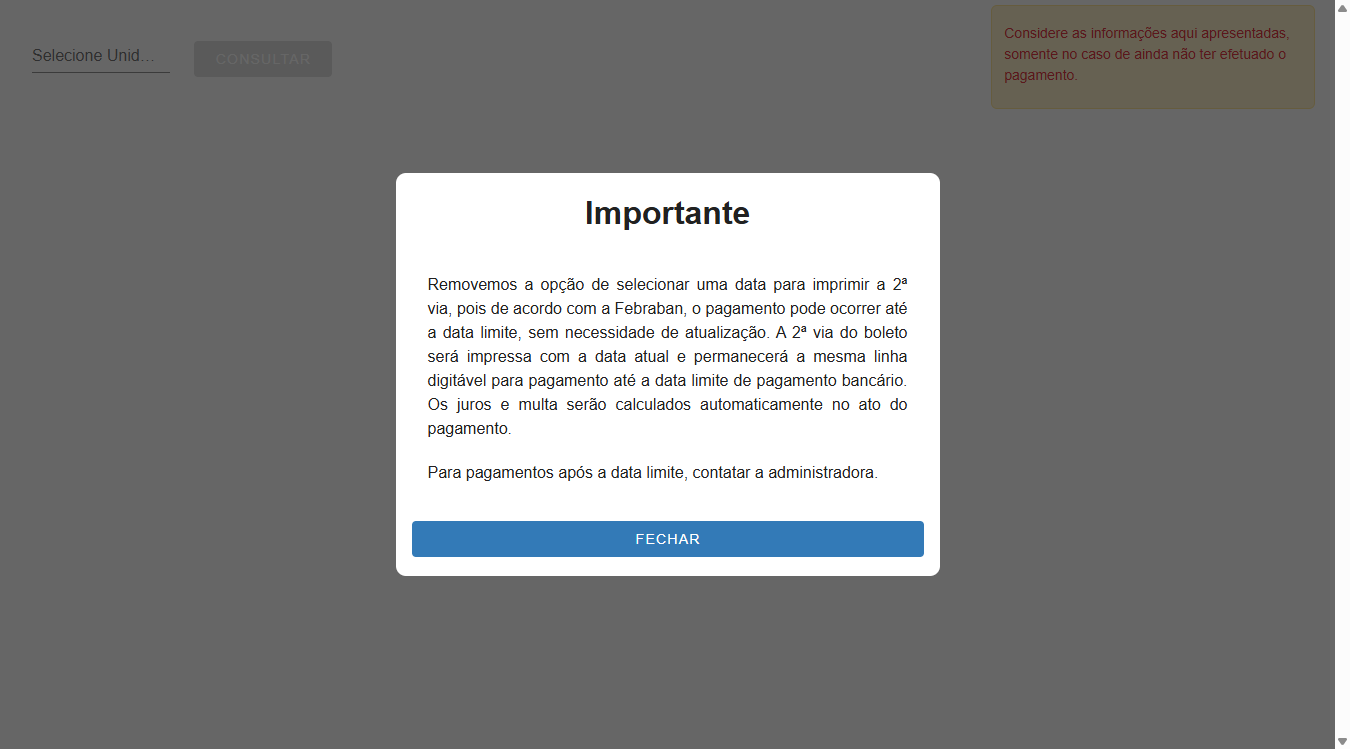 Selecione Unid...
CONSULTAR
Considere as informações aqui apresentadas,
somente no caso de ainda não ter efetuado o
pagamento.
Importante
Removemos a opção de selecionar uma data para imprimir a 2ª
via, pois de acordo com a Febraban, o pagamento pode ocorrer até
a data limite, sem necessidade de atualização. A 2ª via do boleto
será impressa com a data atual e permanecerá a mesma linha
digitável para pagamento até a data limite de pagamento bancário.
Os juros e multa serão calculados automaticamente no ato do
pagamento.
Para pagamentos após a data limite, contatar a administradora.
FECHAR